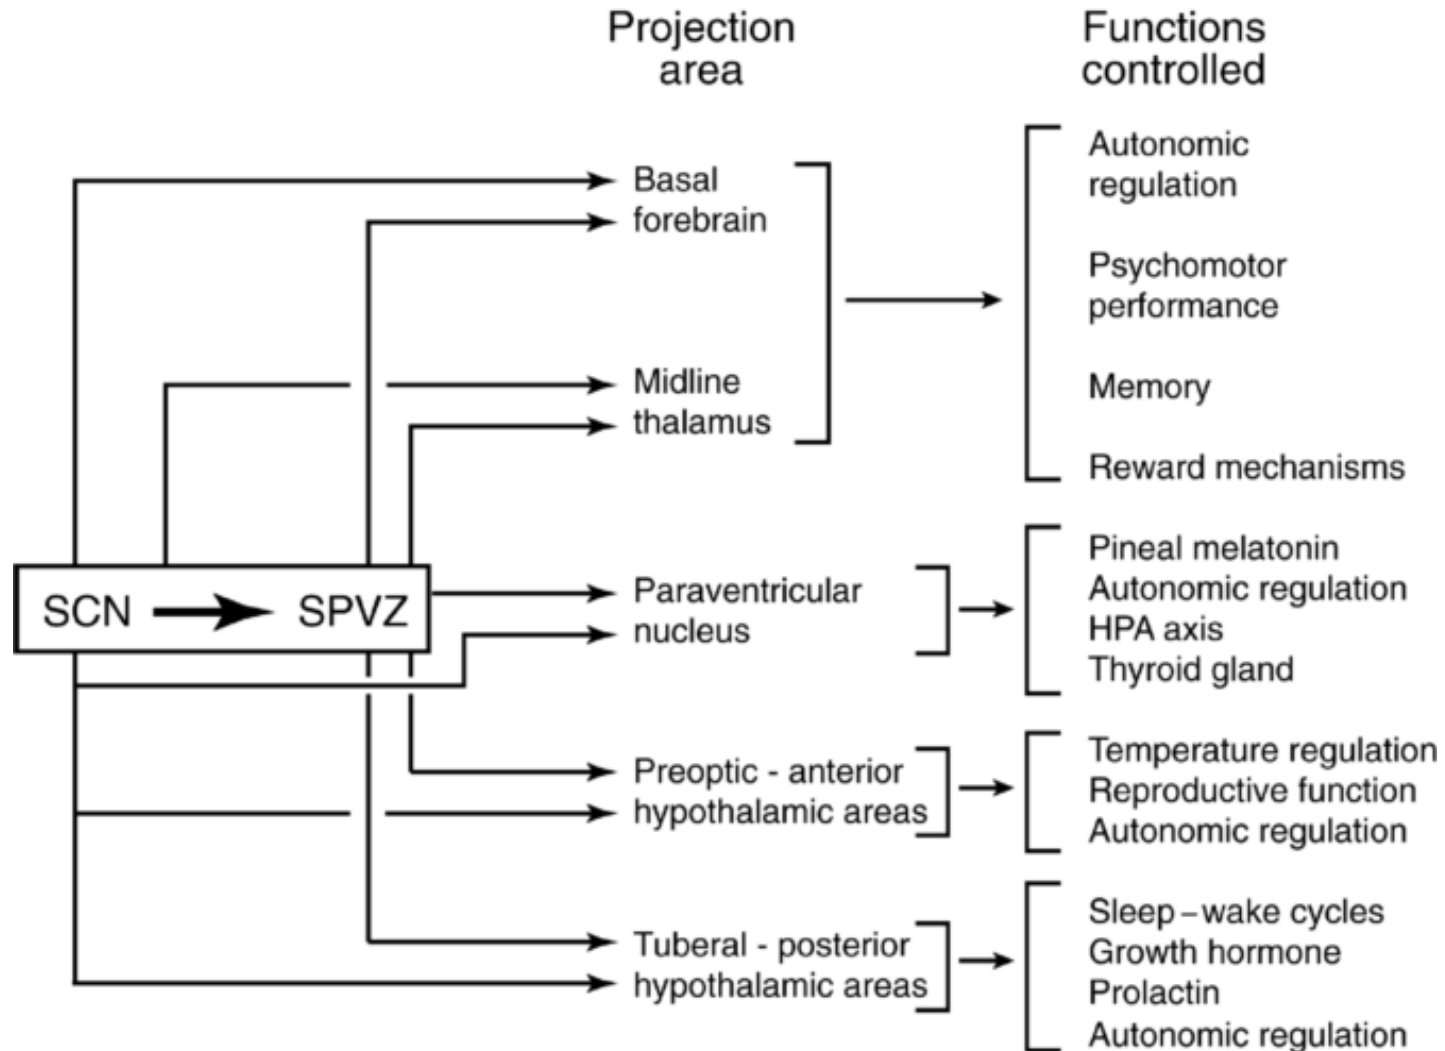 Projection
area
Functions
controlled
Basal
forebrain
Midline
thalamus
Autonomic
regulation
Psychomotor
performance
Memory
Reward mechanisms
SCN
SPVZ
Paraventricular
nucleus
Pineal melatonin
Autonomic regulation
HPA axis
Thyroid gland
Preoptic - anterior
hypothalamic areas
Temperature regulation
Reproductive function
Autonomic regulation
Tuberal - posterior
hypothalamic areas
Sleep – wake cycles
Growth hormone
Prolactin
Autonomic regulation